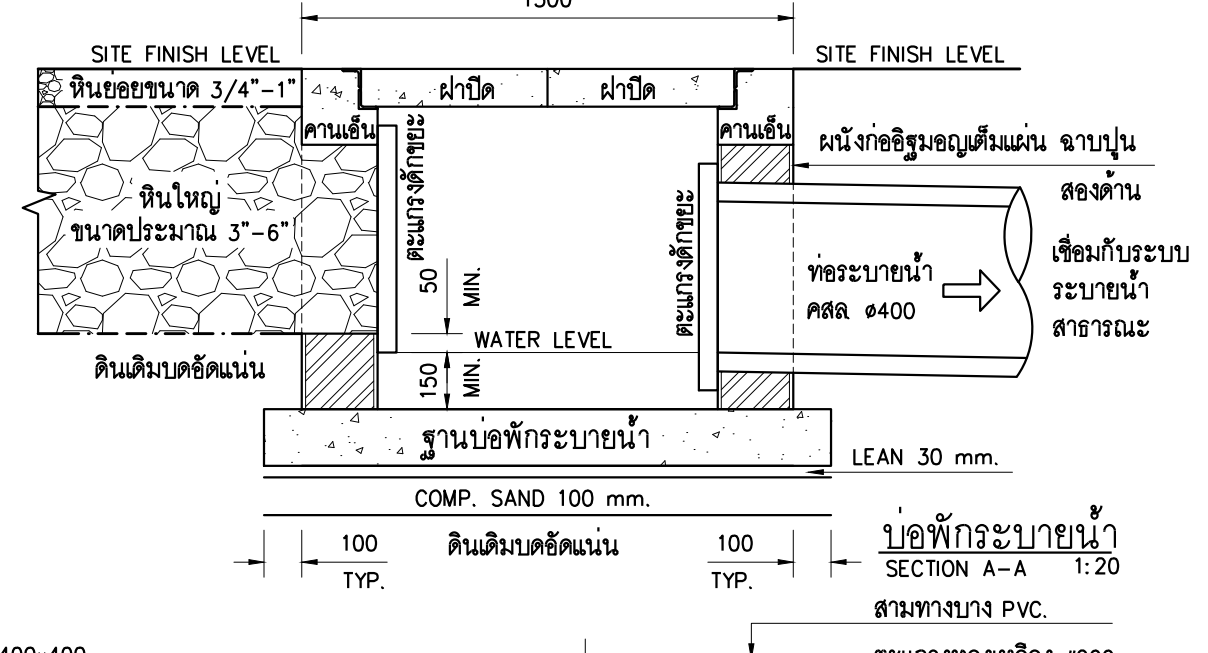 SITE FINISH LEVEL
SITE FINISH LEVEL
หินย่อยขนาด 3/4"-1"
ฝาปิด
ฝาปิด
คานเอ็น
คานเอ็น
ตะแกรงดักขยะ
ตะแกรงดักขยะ
ผนังก่ออิฐมอญเต็มแผ่น ฉาบปูน
สองด้าน
หินใหญ่
ขนาดประมาณ 3"-6"
50
MIN.
ท่อระบายน้ำ
คสล ø400
เชื่อมกับระบบ
ระบายน้ำ
สาธารณะ
WATER LEVEL
ดินเดิมบดอัดแน่น
150
MIN.
ฐานบ่อพักระบายน้ำ
LEAN 30 mm.
COMP. SAND 100 mm.
100
TYP.
ดินเดิมบดอัดแน่น
100
TYP.
บ่อพักระบายน้ำ
SECTION A-A 1:20
สามทางบาง PVC.